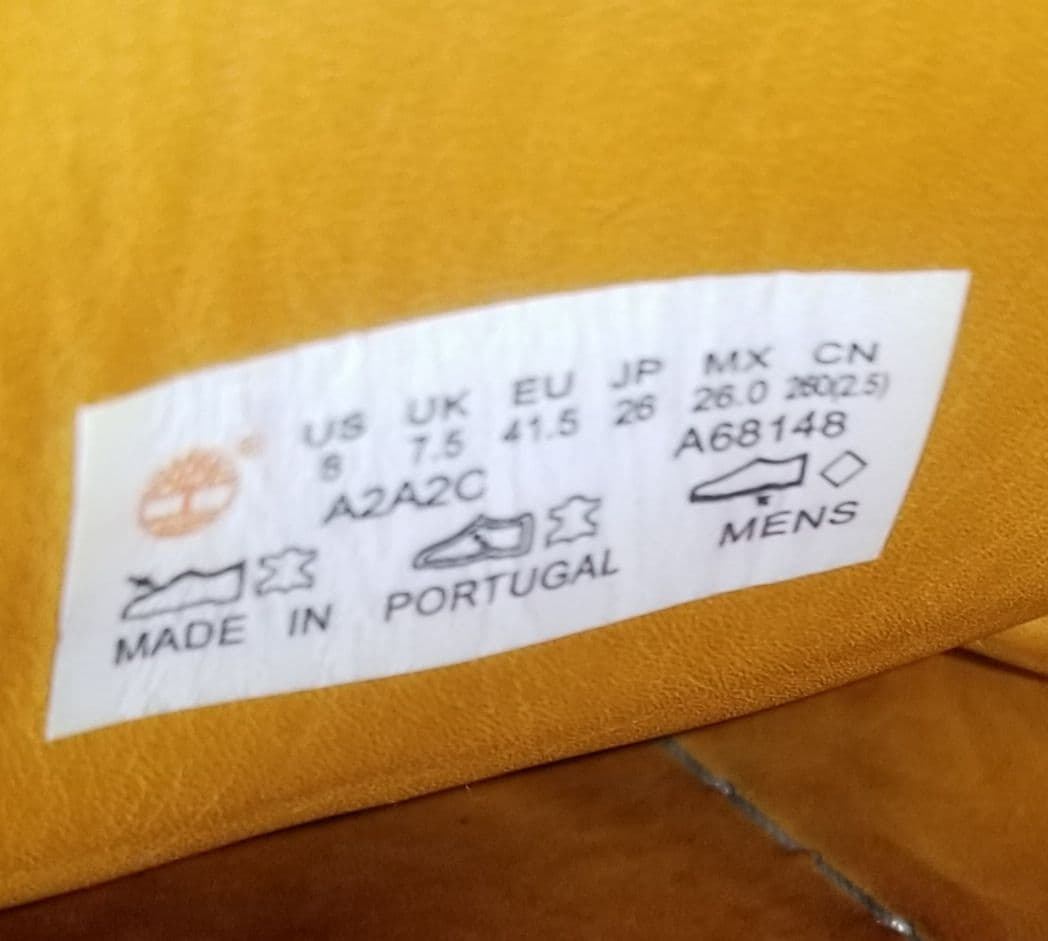 US UK EU JP MX CN
8 7.5 41.5 26 26.0 260(2.5)
A2A2C A68148
MENS
MADE IN PORTUGAL